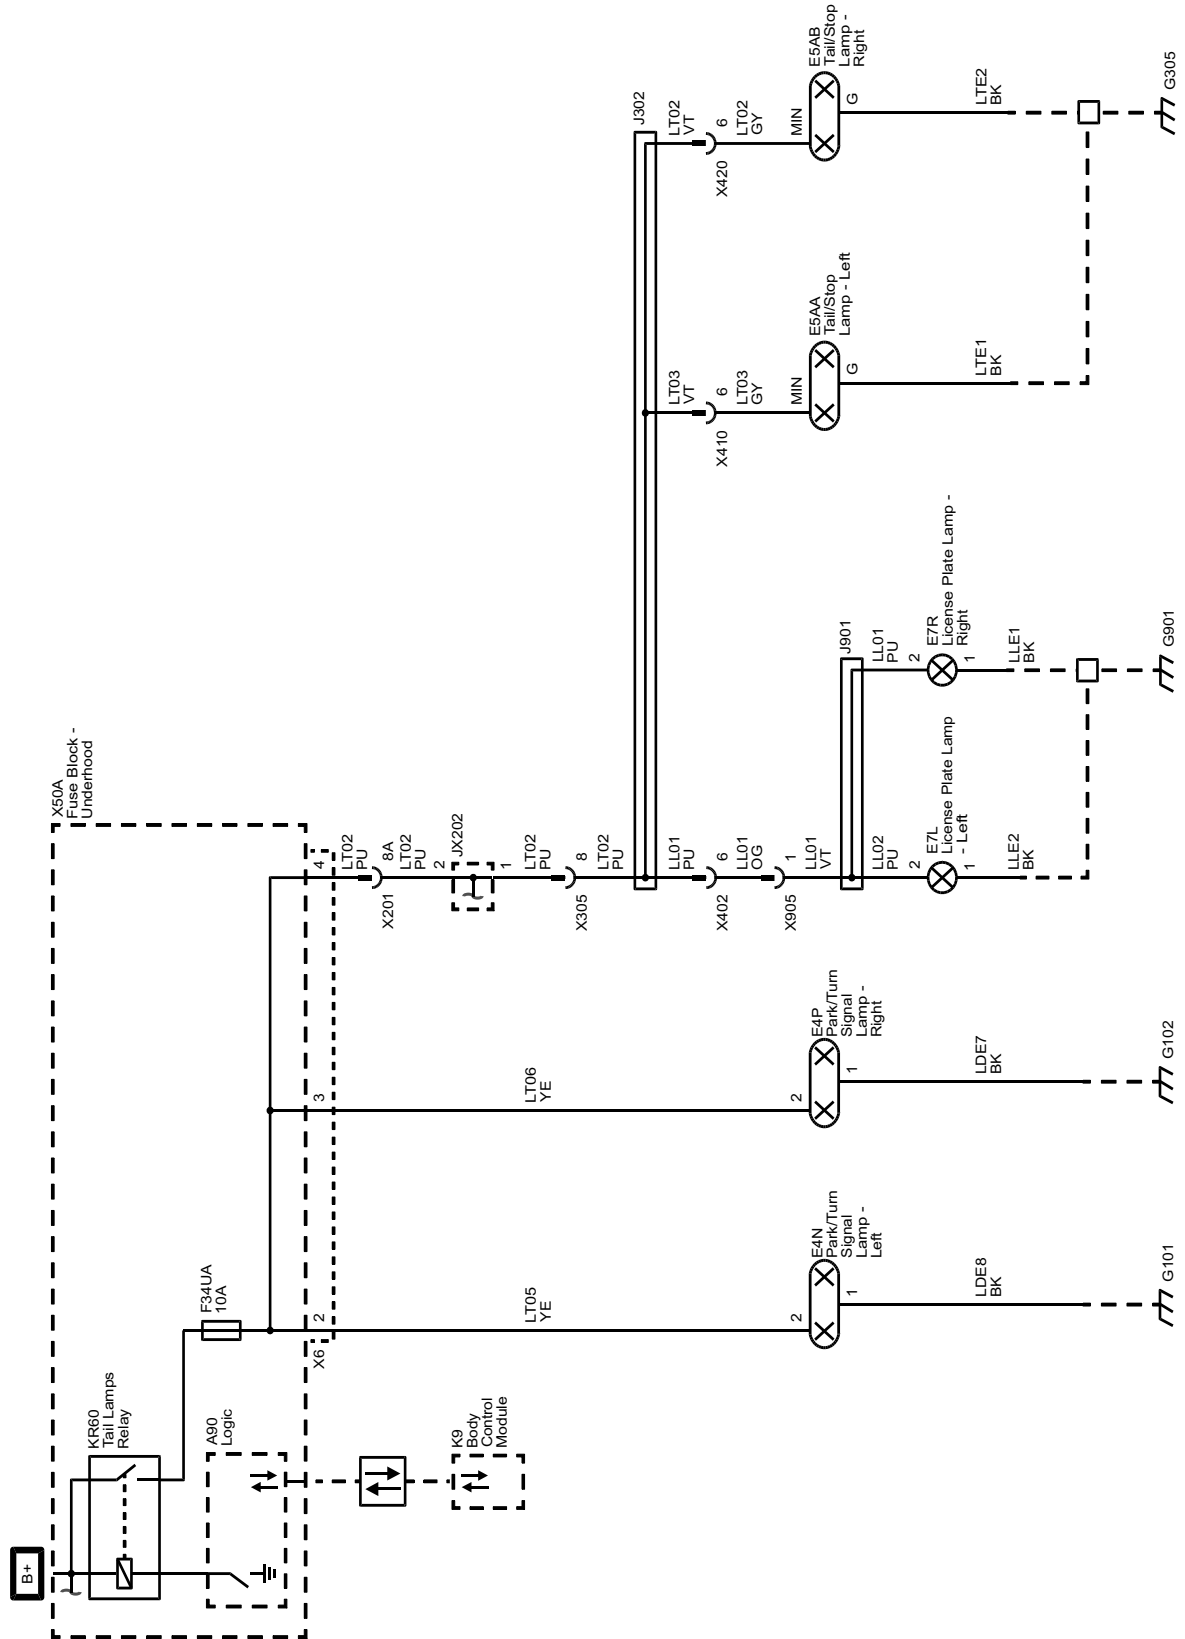 B+
X50A
Fuse Block -
Underhood
KR60
Tail Lamps
Relay
A90
Logic
F34UA
10A
X6
2
3
4
K9
Body
Control
Module
LT05
YE
2
E4N
Park/Turn
Signal
Lamp -
Left
1
LDE8
BK
G101
LT06
YE
2
E4P
Park/Turn
Signal
Lamp -
Right
1
LDE7
BK
G102
LT02
PU
X201
8A
LT02
PU
2
JX202
1
LT02
PU
X305
8
LT02
PU
J302
LL01
PU
X402
6
LL01
OG
X905
1
LL01
VT
J901
LL02
PU
2
E7L
License Plate Lamp
- Left
1
LLE2
BK
LL01
PU
2
E7R
License Plate Lamp -
Right
1
LLE1
BK
G901
LT03
VT
X410
6
LT03
GY
MIN
E5AA
Tail/Stop
Lamp - Left
G
LTE1
BK
LT02
VT
X420
6
LT02
GY
MIN
E5AB
Tail/Stop
Lamp -
Right
G
LTE2
BK
G305